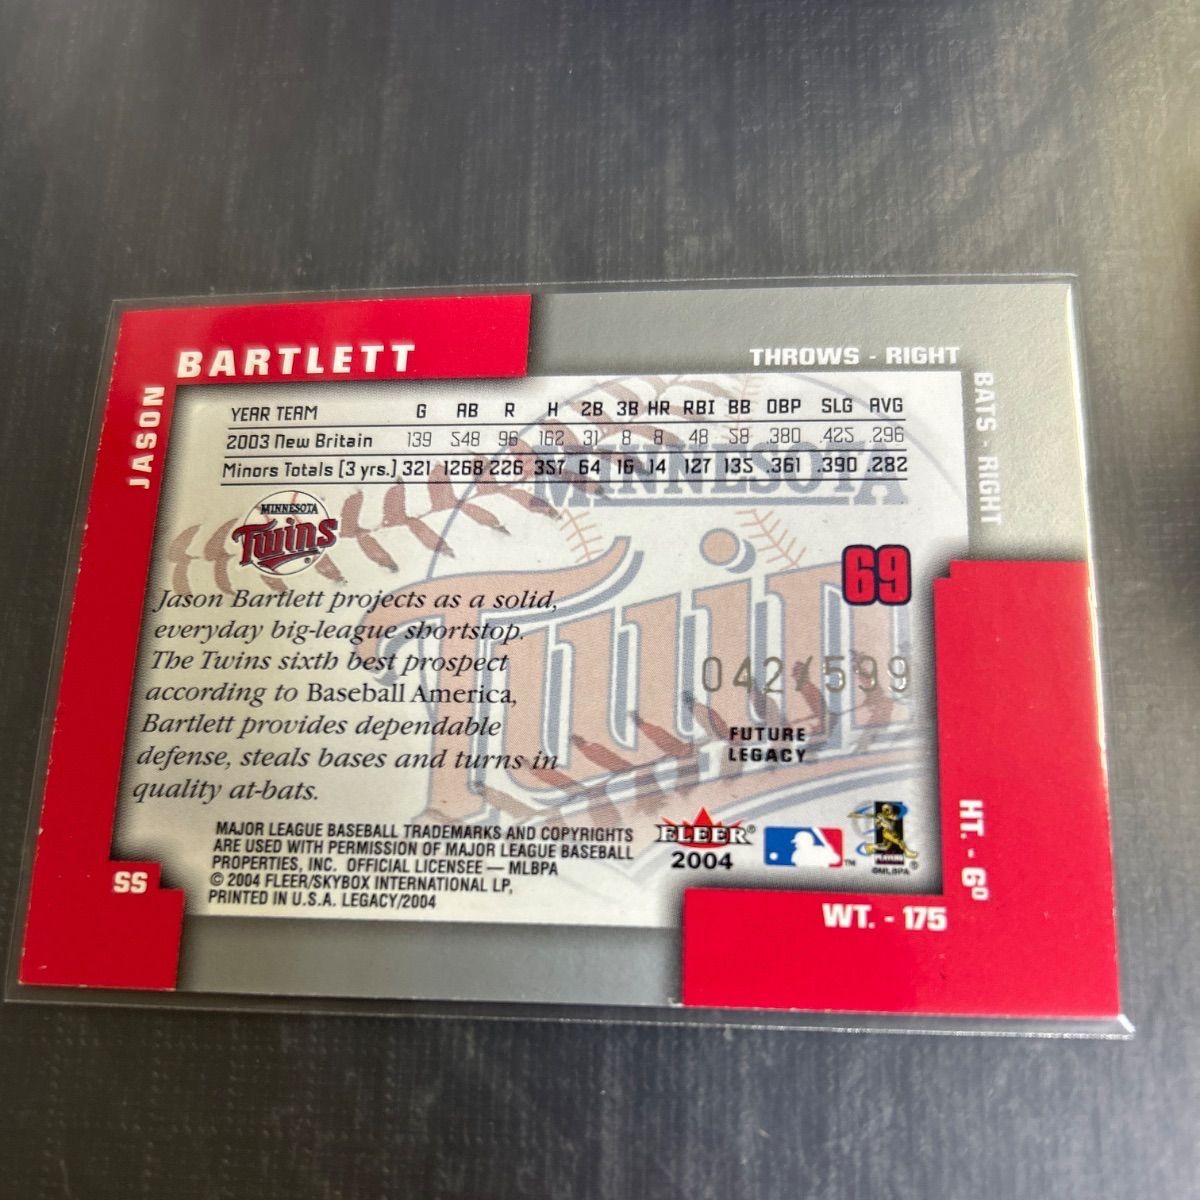 JASON
BARTLETT
THROWS - RIGHT
BATS - RIGHT
YEAR TEAM G AB R H 2B 3B HR RBI BB OBP SLG AVG
2003 New Britain 139 548 96 162 31 8 8 48 58 .380 .425 .296
Minors Totals (3 yrs.) 321 1268 226 357 64 16 14 127 135 .361 .390 .282
MINNESOTA
Twins
MINNESOTA
Twins
69
Jason Bartlett projects as a solid,
everyday big-league shortstop.
The Twins sixth best prospect
according to Baseball America,
Bartlett provides dependable
defense, steals bases and turns in
quality at-bats.
042/599
FUTURE
LEGACY
MAJOR LEAGUE BASEBALL TRADEMARKS AND COPYRIGHTS
ARE USED WITH PERMISSION OF MAJOR LEAGUE BASEBALL
PROPERTIES, INC. OFFICIAL LICENSEE — MLBPA
© 2004 FLEER/SKYBOX INTERNATIONAL LP,
PRINTED IN U.S.A. LEGACY/2004
FLEER®
2004
™
PLAYERS
®
©MLBPA
SS
WT. - 175
HT. - 6⁰